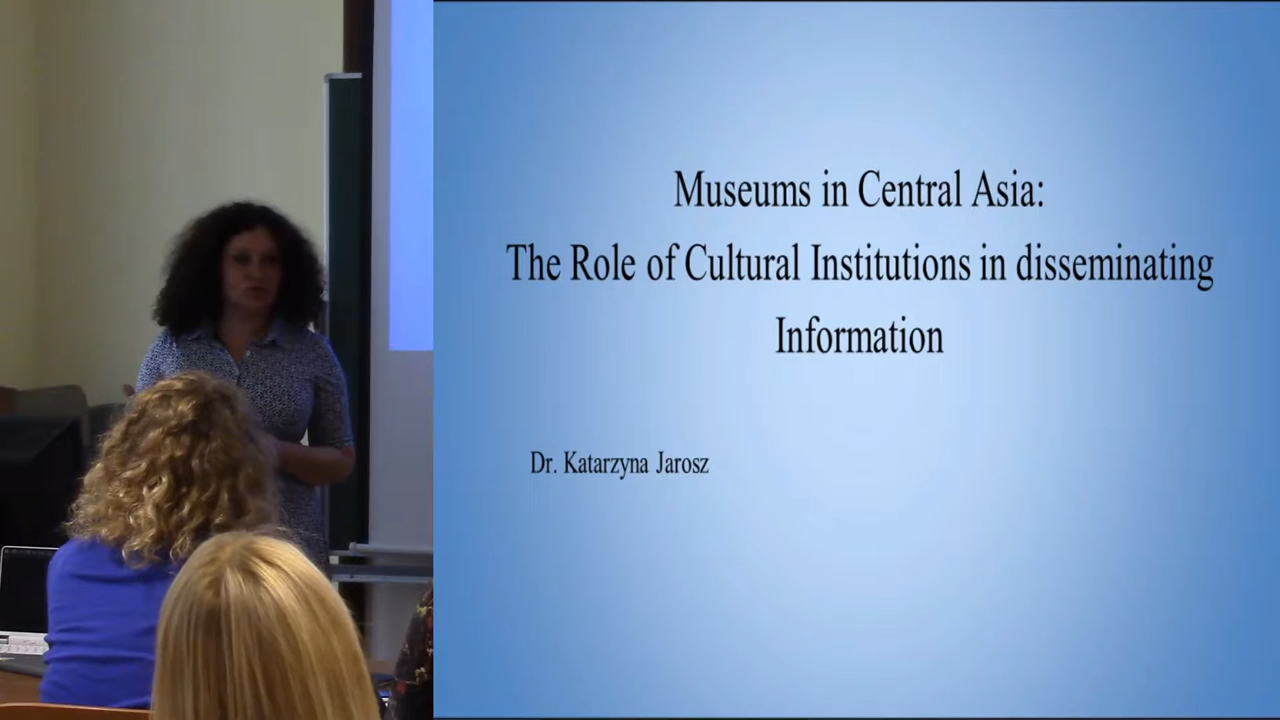 Museums in Central Asia:
The Role of Cultural Institutions in disseminating
Information
Dr. Katarzyna Jarosz